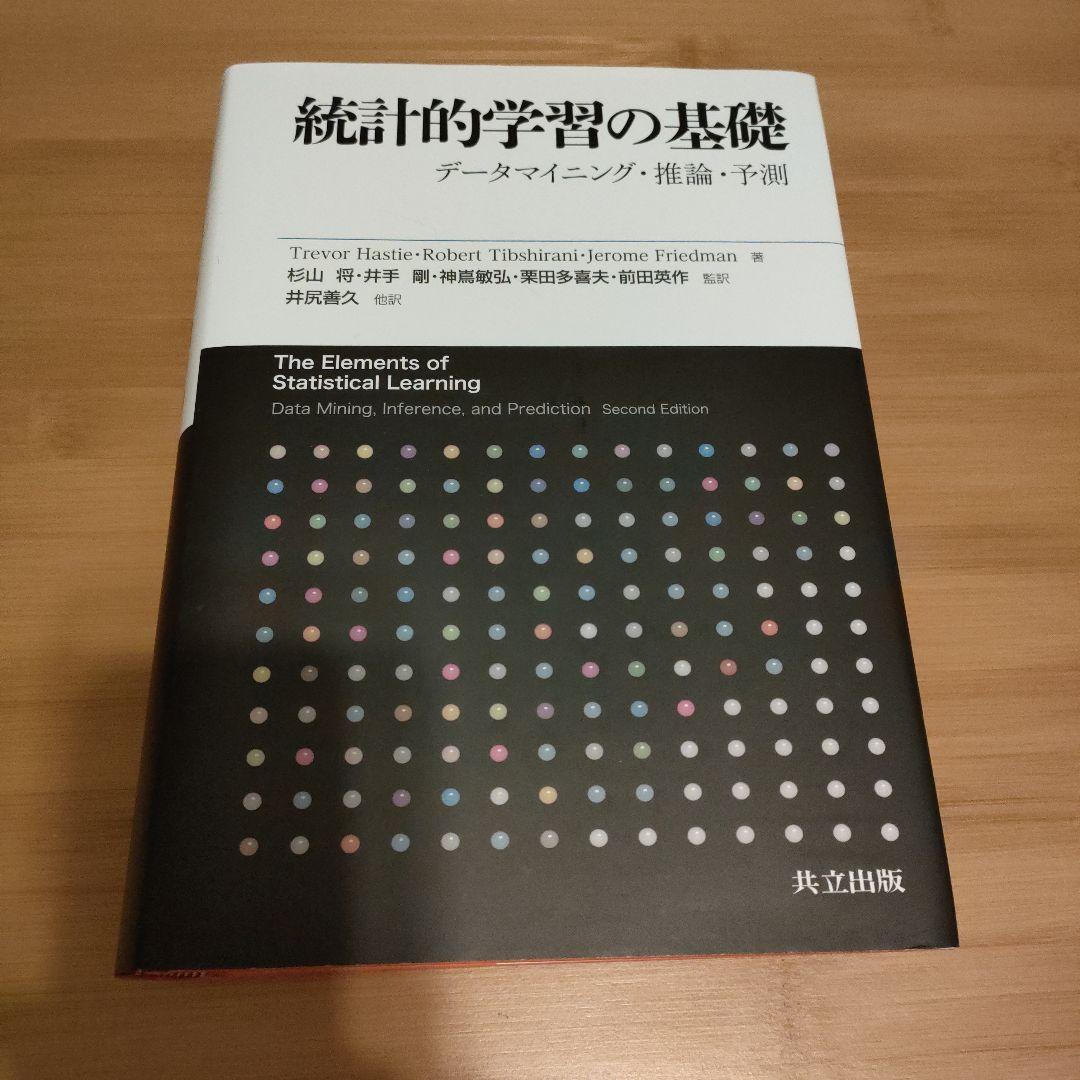 統計的学習の基礎
データマイニング・推論・予測
Trevor Hastie・Robert Tibshirani・Jerome Friedman 著
杉山 将・井手 剛・神嶌敏弘・栗田多喜夫・前田英作 監訳
井尻善久 他訳
The Elements of
Statistical Learning
Data Mining, Inference, and Prediction Second Edition
共立出版